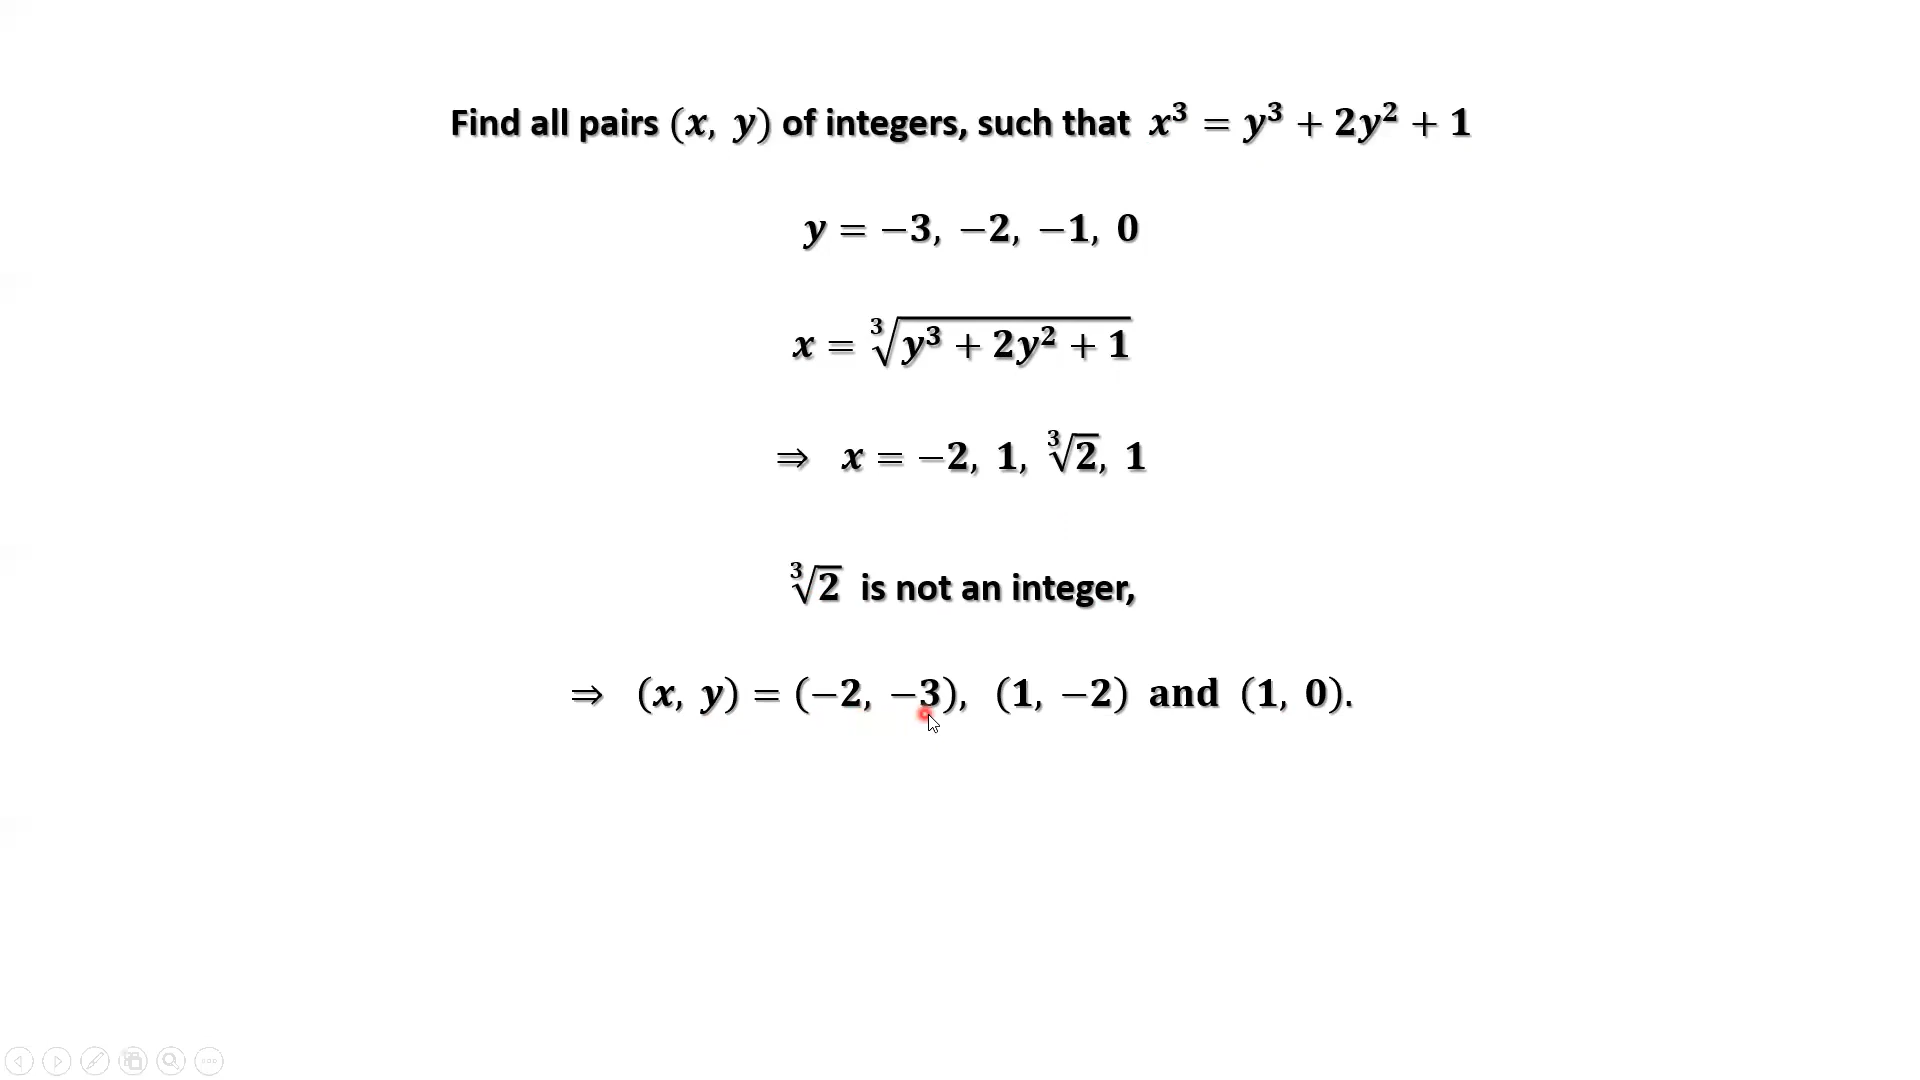 Find all pairs (x, y) of integers, such that x³ = y³ + 2y² + 1
y = −3, −2, −1, 0
x = ∛(y³ + 2y² + 1)
⇒ x = −2, 1, ∛2, 1
∛2 is not an integer,
⇒ (x, y) = (−2, −3), (1, −2) and (1, 0).